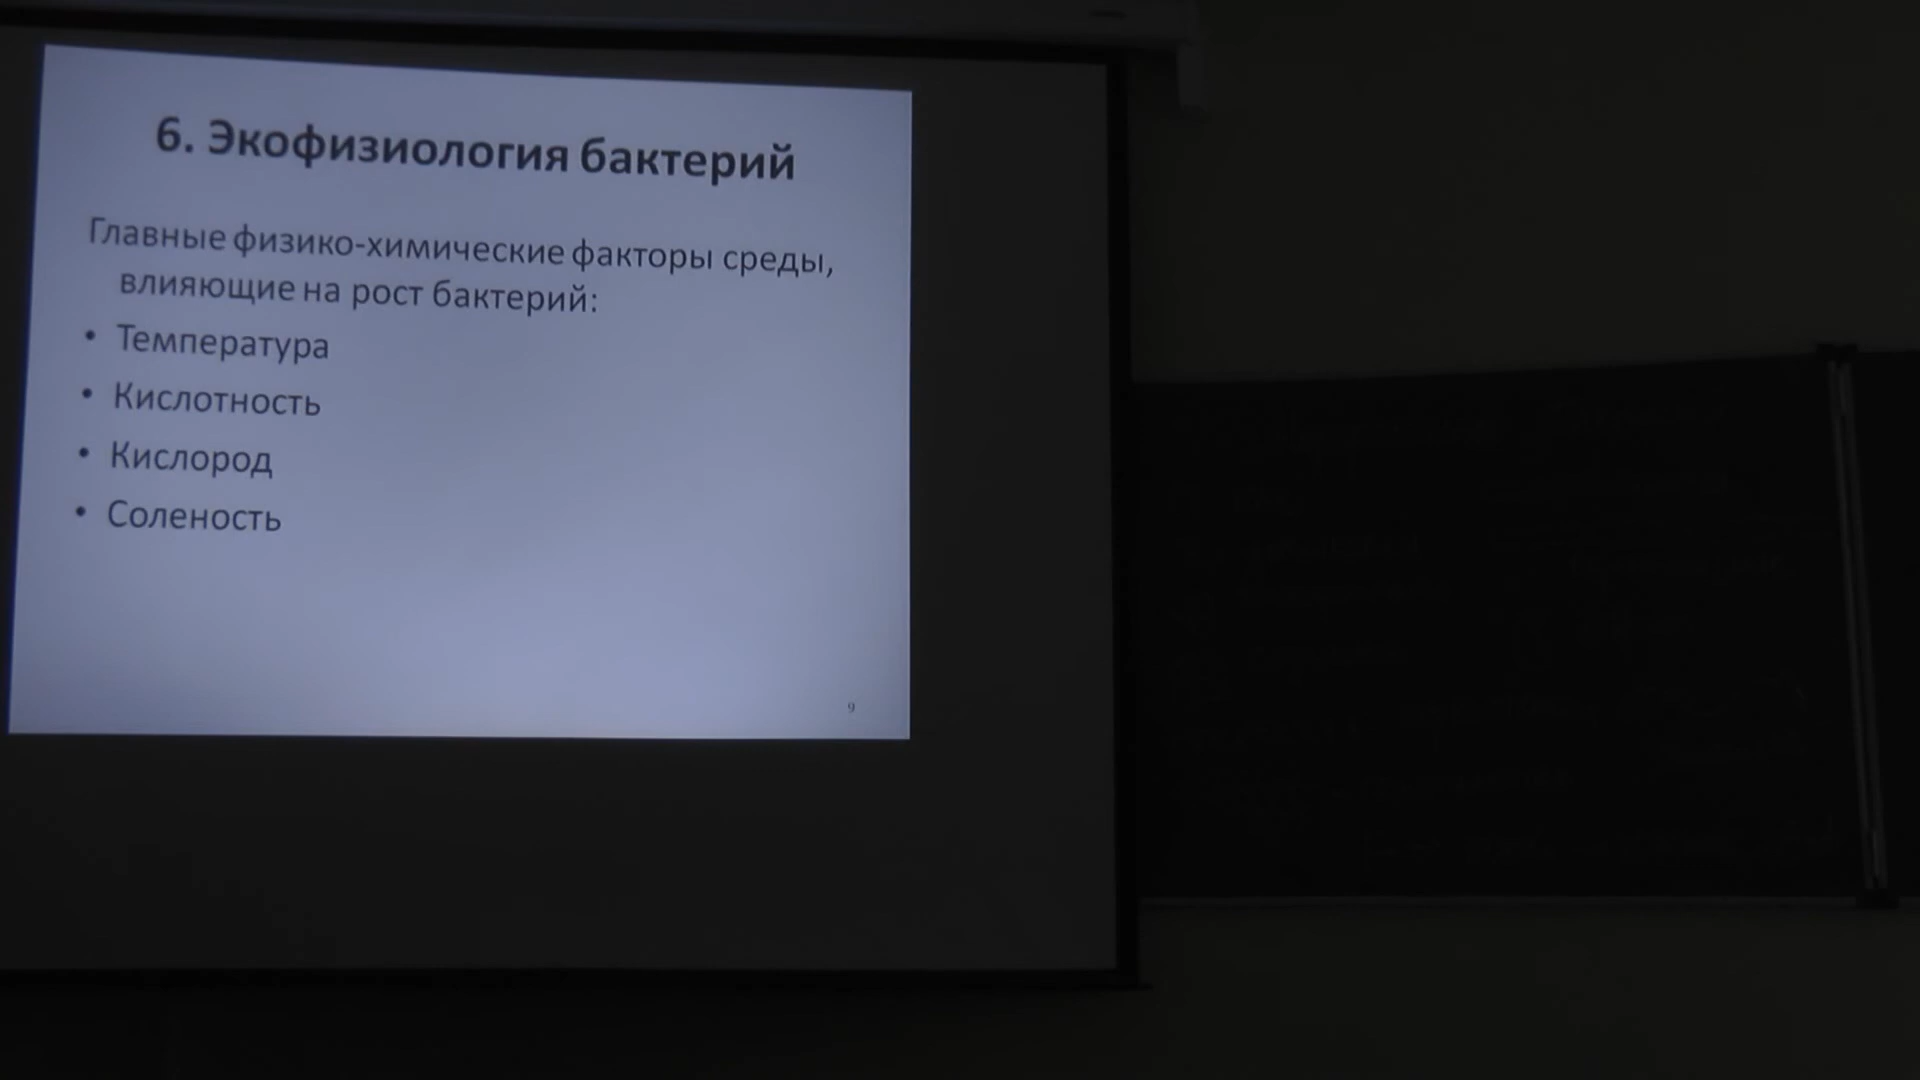 6. Экофизиология бактерий
Главные физико-химические факторы среды,
влияющие на рост бактерий:
• Температура
• Кислотность
• Кислород
• Соленость
9